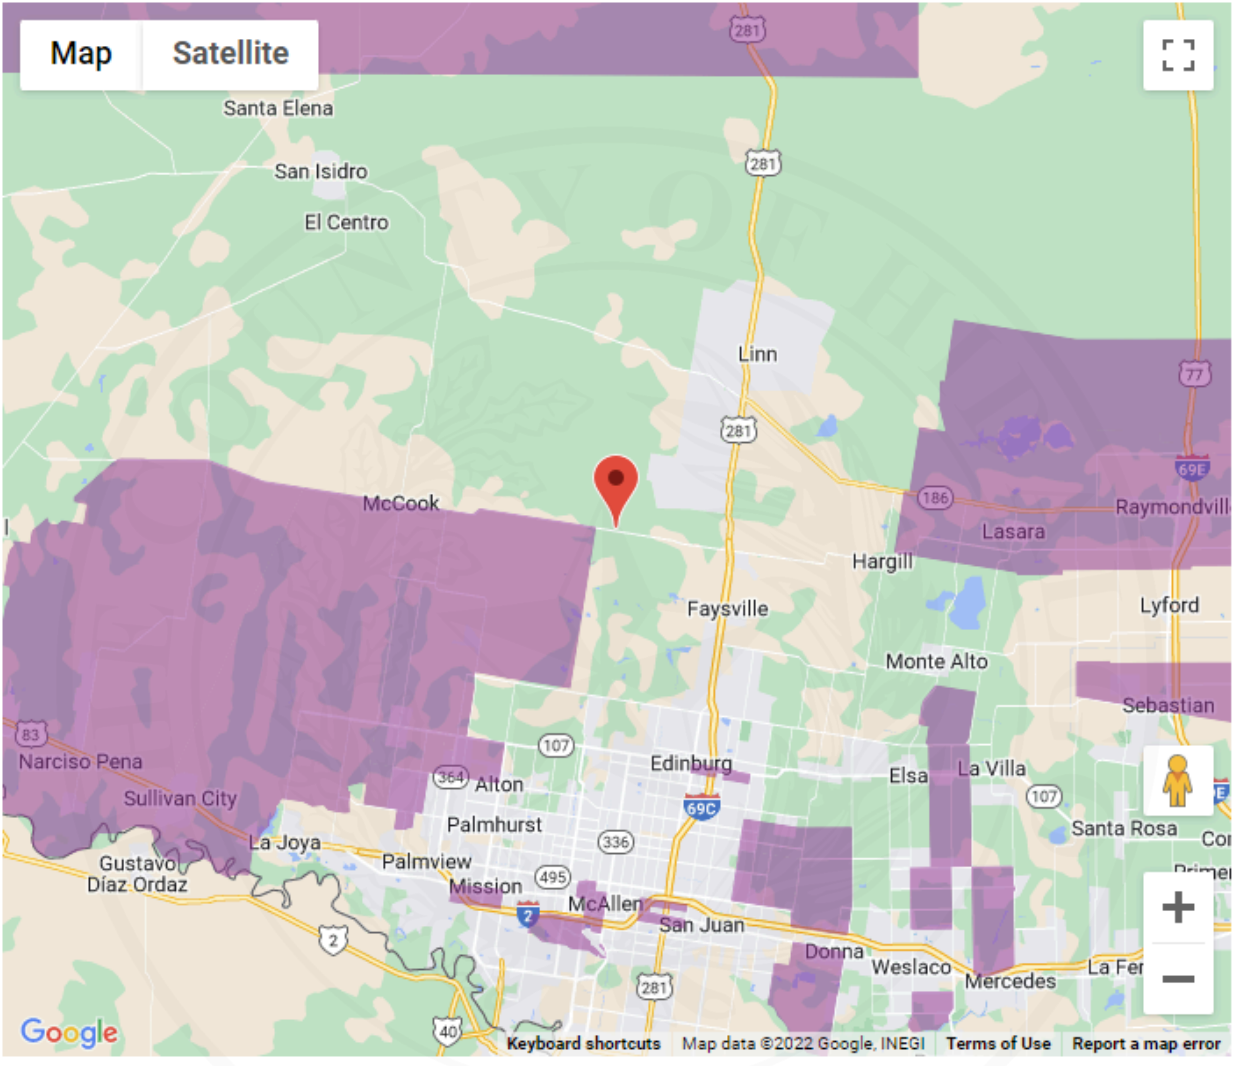 Map
Satellite
281
Santa Elena
281
San Isidro
El Centro
Linn
77
281
69E
McCook
186
Raymondvill
Lasara
l
Hargill
Faysville
Lyford
Monte Alto
Sebastian
83
107
Narciso Pena
Edinburg
Elsa
La Villa
364
Alton
107
E
Sullivan City
69C
Palmhurst
Santa Rosa
La Joya
336
Cor
Gustavo
Díaz Ordaz
Palmview
495
Primer
Mission
McAllen
2
San Juan
2
Donna
Weslaco
La Fer
Mercedes
281
Google
40
Keyboard shortcuts
Map data ©2022 Google, INEGI
Terms of Use
Report a map error